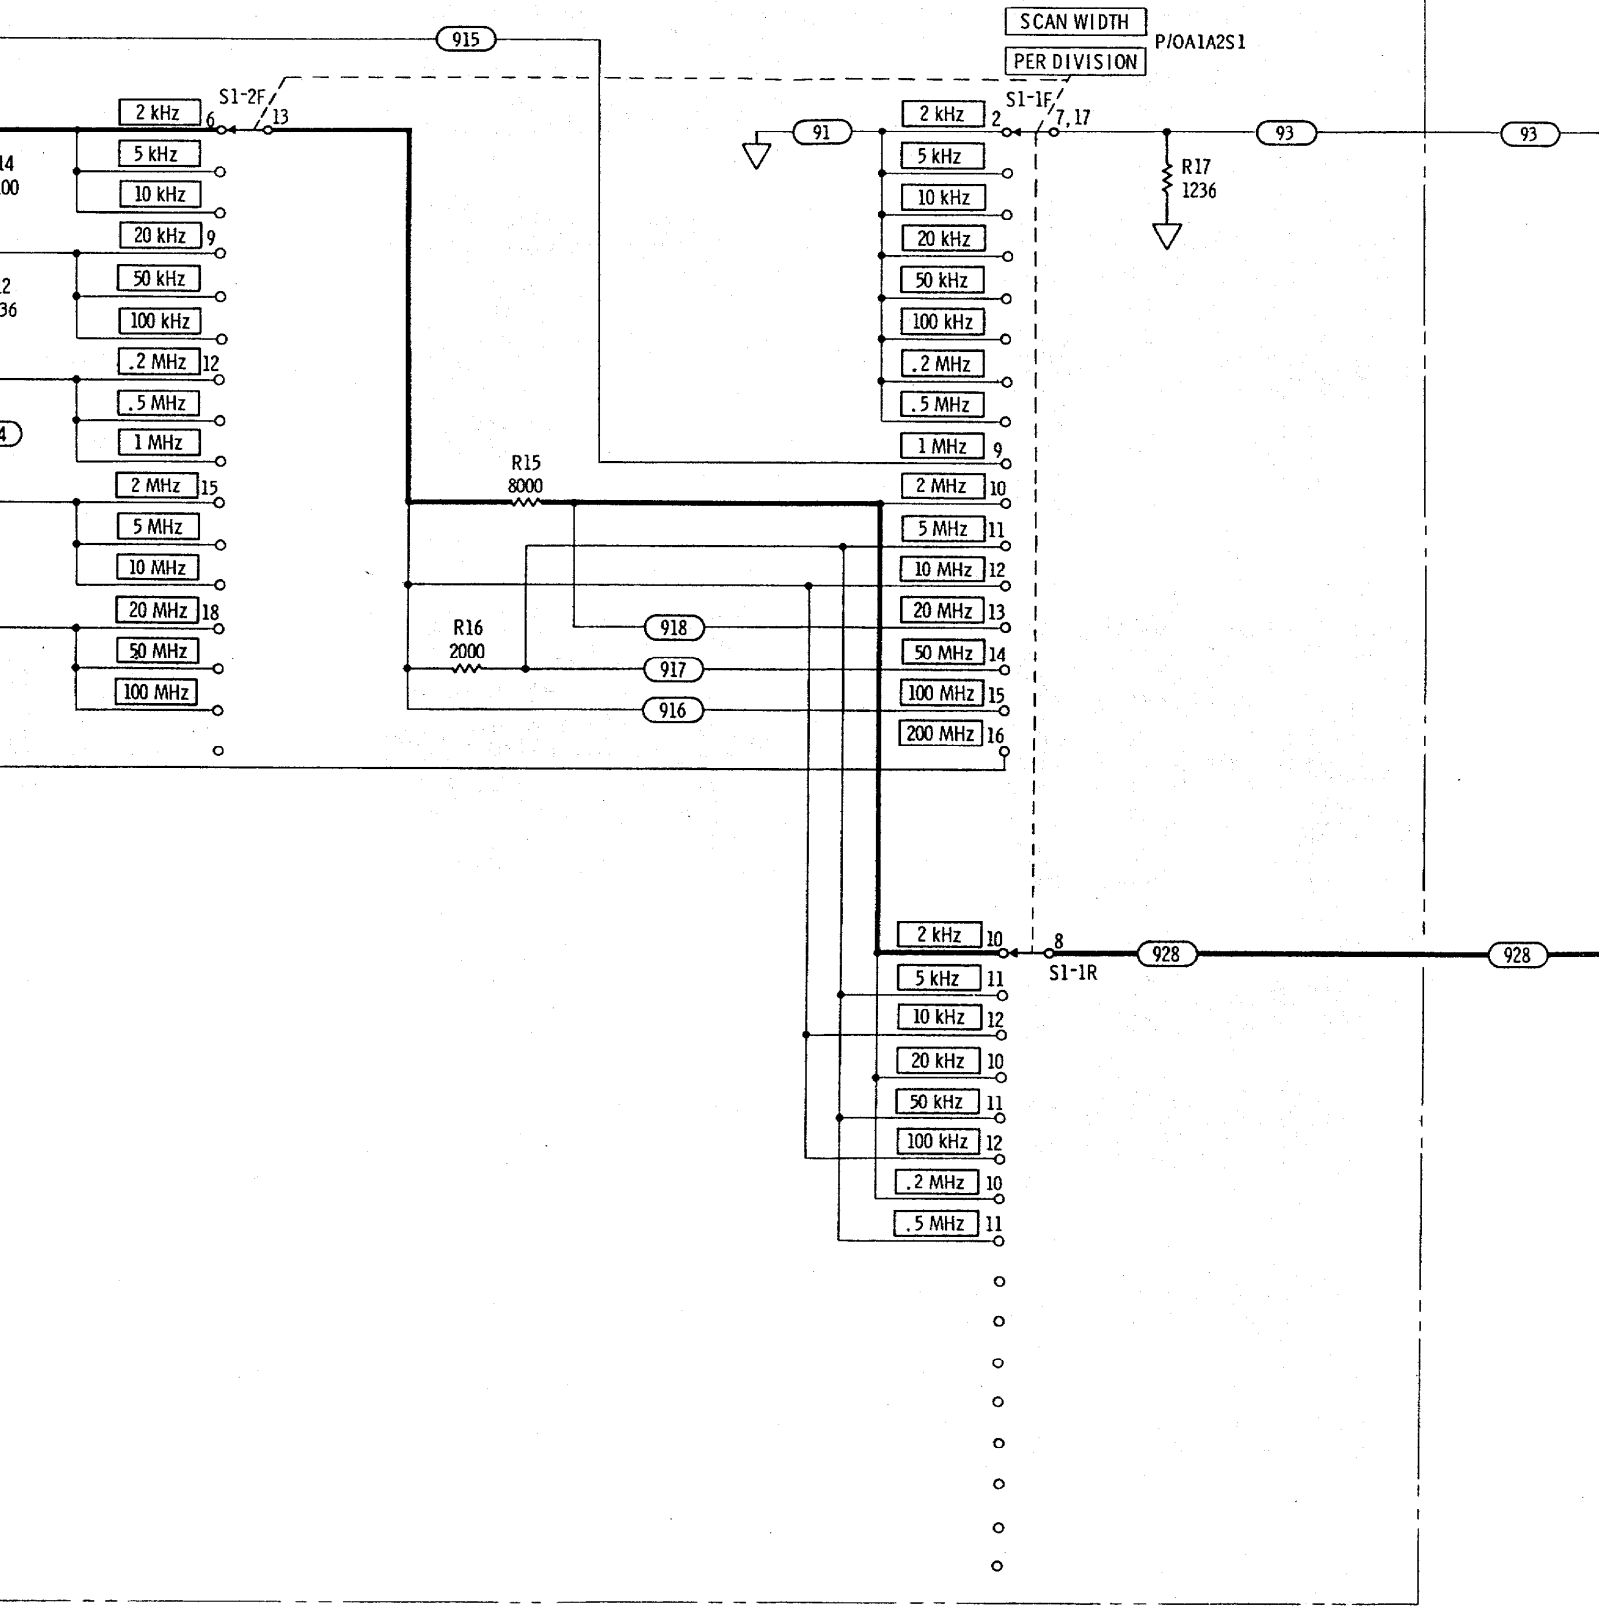 SCAN WIDTH
PER DIVISION
P/OA1A2S1
915
S1-2F
13
2 kHz 6
5 kHz
10 kHz
20 kHz 9
50 kHz
100 kHz
.2 MHz 12
.5 MHz
1 MHz
2 MHz 15
5 MHz
10 MHz
20 MHz 18
50 MHz
100 MHz
14
00
2
36
4
R15
8000
R16
2000
918
917
916
91
S1-1F
7,17
2 kHz 2
5 kHz
10 kHz
20 kHz
50 kHz
100 kHz
.2 MHz
.5 MHz
1 MHz 9
2 MHz 10
5 MHz 11
10 MHz 12
20 MHz 13
50 MHz 14
100 MHz 15
200 MHz 16
93
93
R17
1236
2 kHz 10
8
S1-1R
928
928
5 kHz 11
10 kHz 12
20 kHz 10
50 kHz 11
100 kHz 12
.2 MHz 10
.5 MHz 11